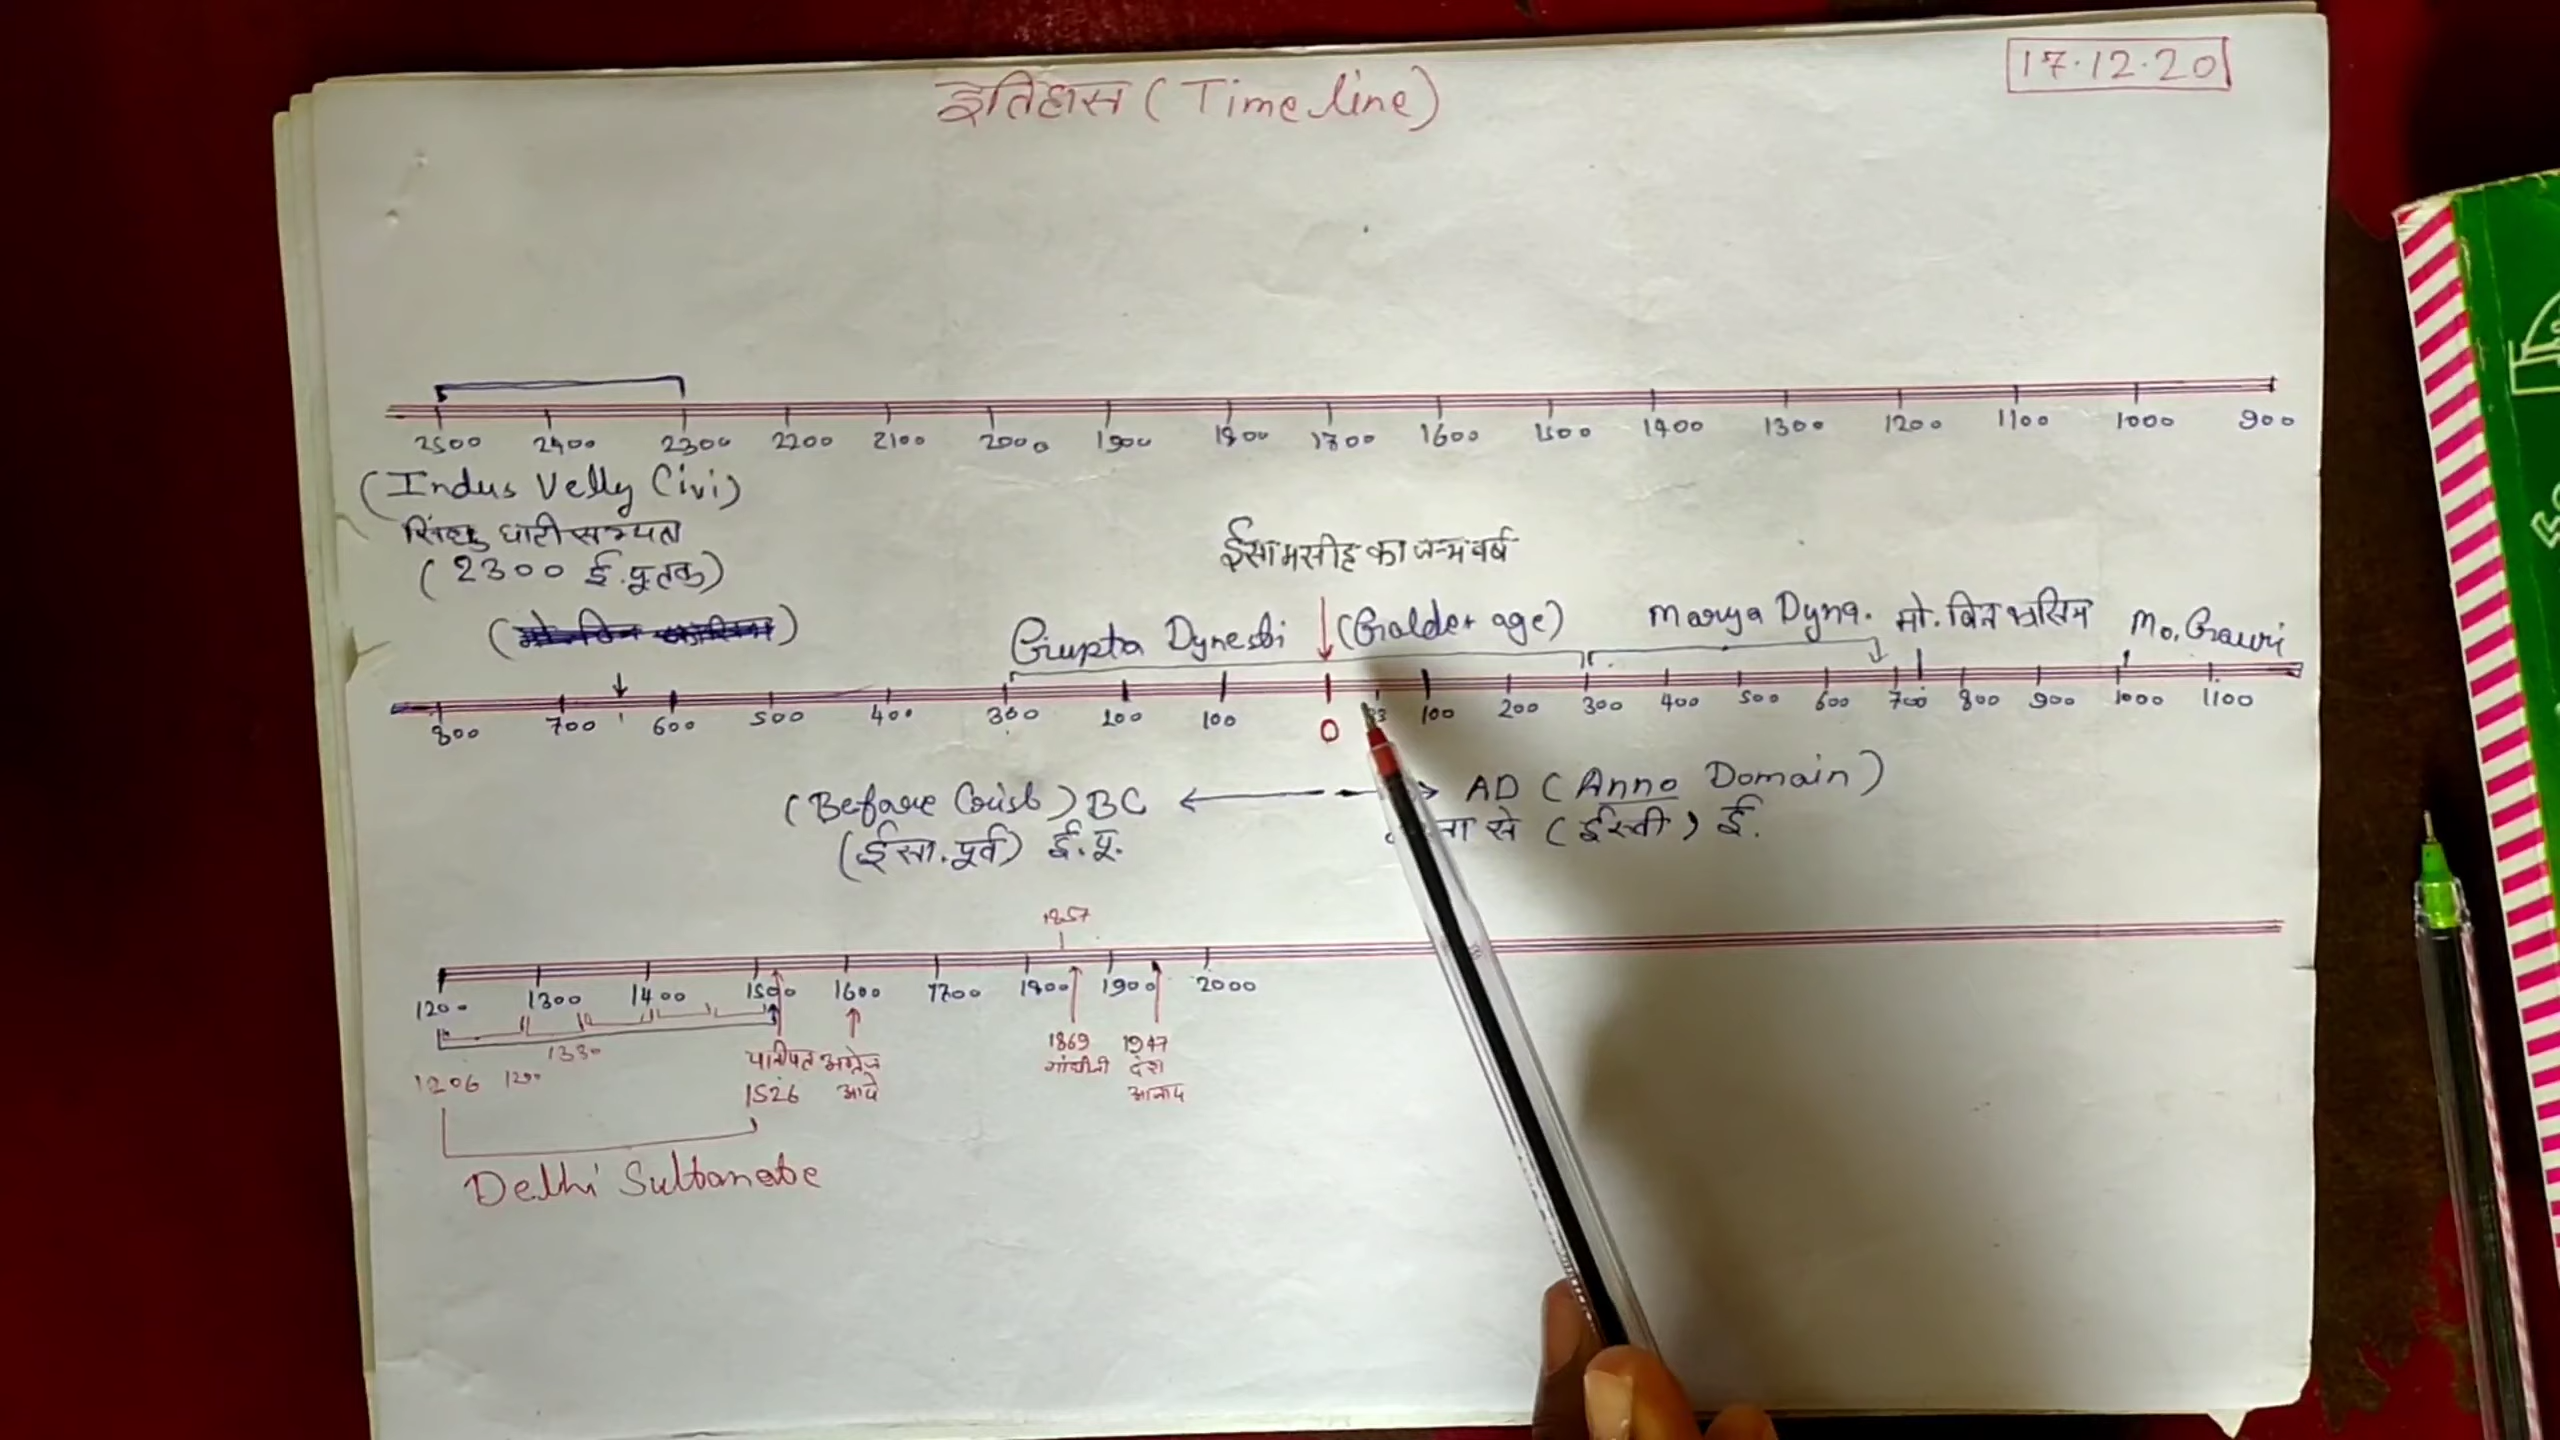 इतिहास (Time line)
17.12.20
2500 2400 2300 2200 2100 2000 1900 1800 1700 1600 1500 1400 1300 1200 1100 1000 900
(Indus Velly Civi)
सिंधु घाटी सभ्यता
(2300 ई.पू तक)
ईसा मसीह का जन्म वर्ष
Gupta Dynesti (Golder age) Marya Dyna. मो. बिन कासिम Mo. Gauri
800 700 600 500 400 300 200 100 0 100 200 300 400 500 600 700 800 900 1000 1100
(Before Crist) BC AD (Anno Domain)
(ईसा. पूर्व) ई. पू. से (ईस्वी) ई.
1857
1200 1300 1400 1500 1600 1700 1800 1900 2000
1330
1206 1290
पानीपत
1526
अंग्रेज
आये
1869
गांधीजी
1947
देश
आजाद
Delhi Sultanate